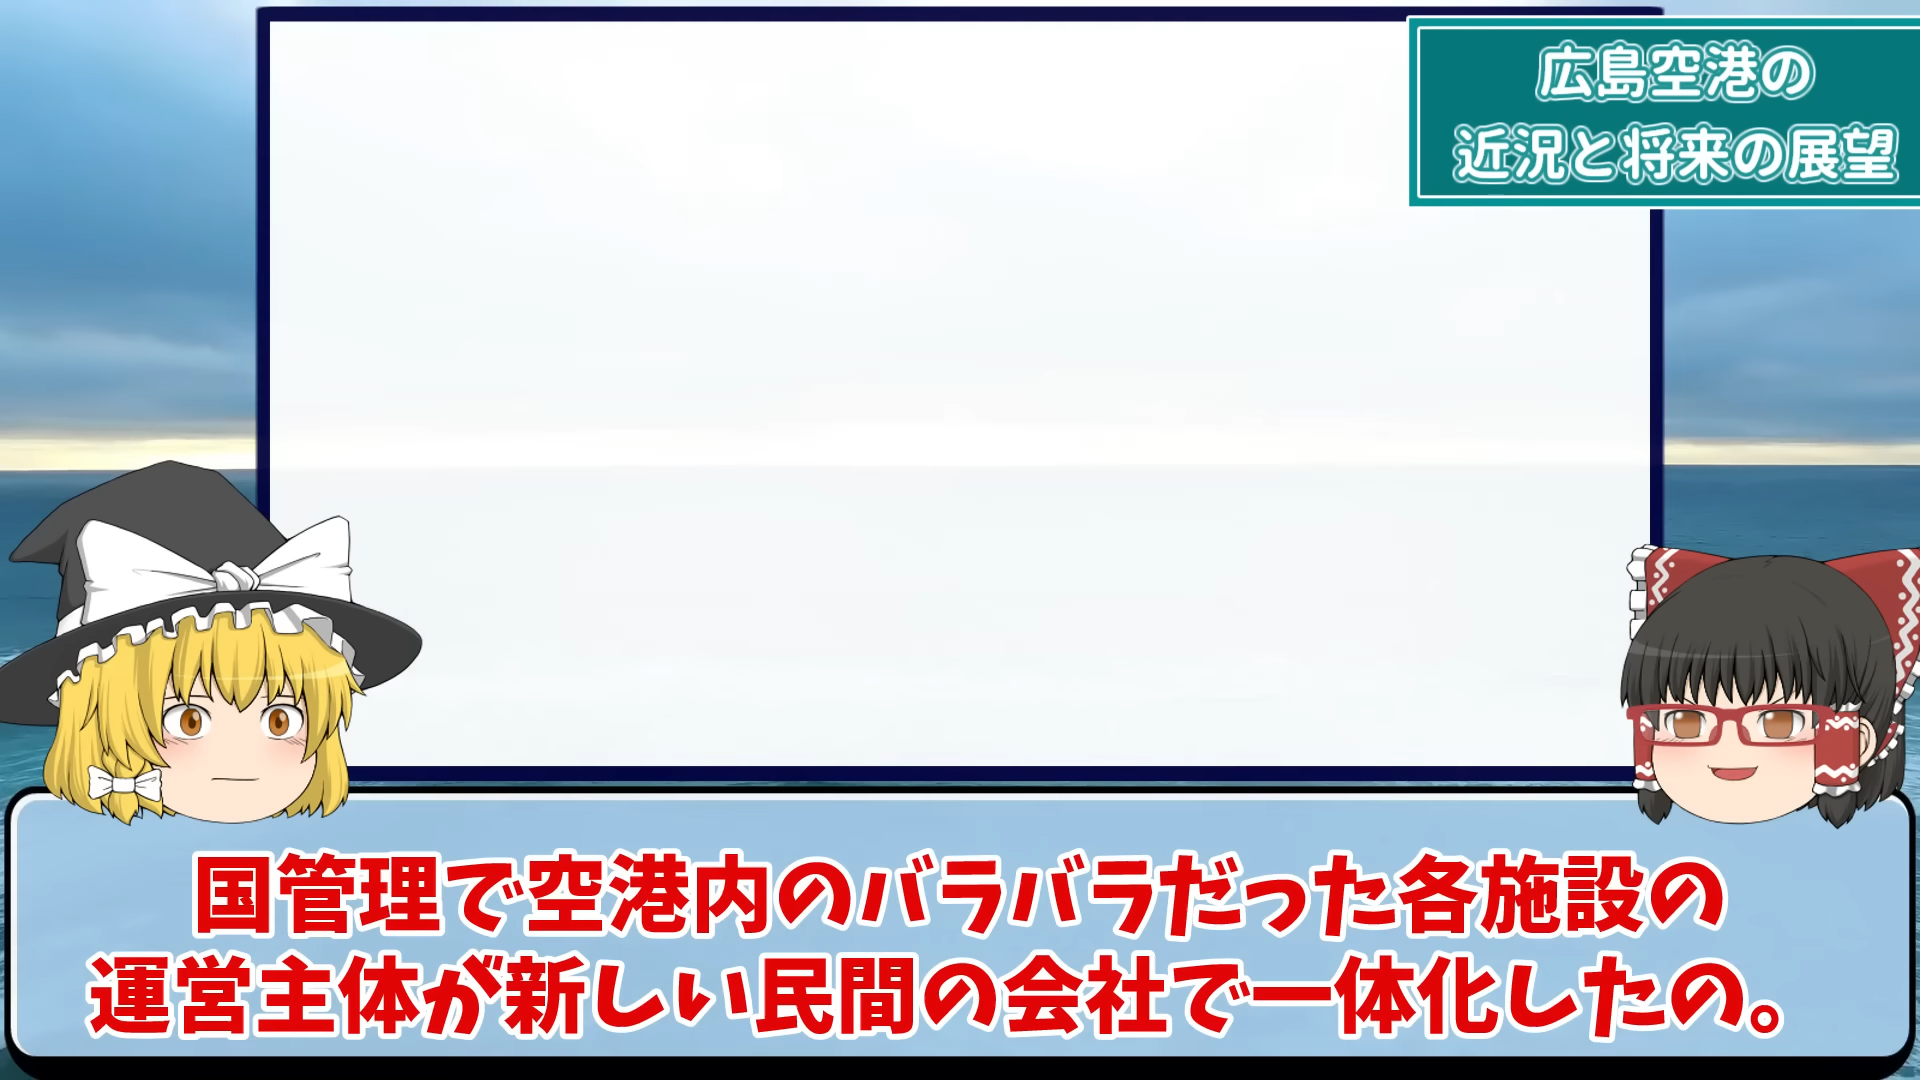 広島空港の
近況と将来の展望
国管理で空港内のバラバラだった各施設の
運営主体が新しい民間の会社で一体化したの。